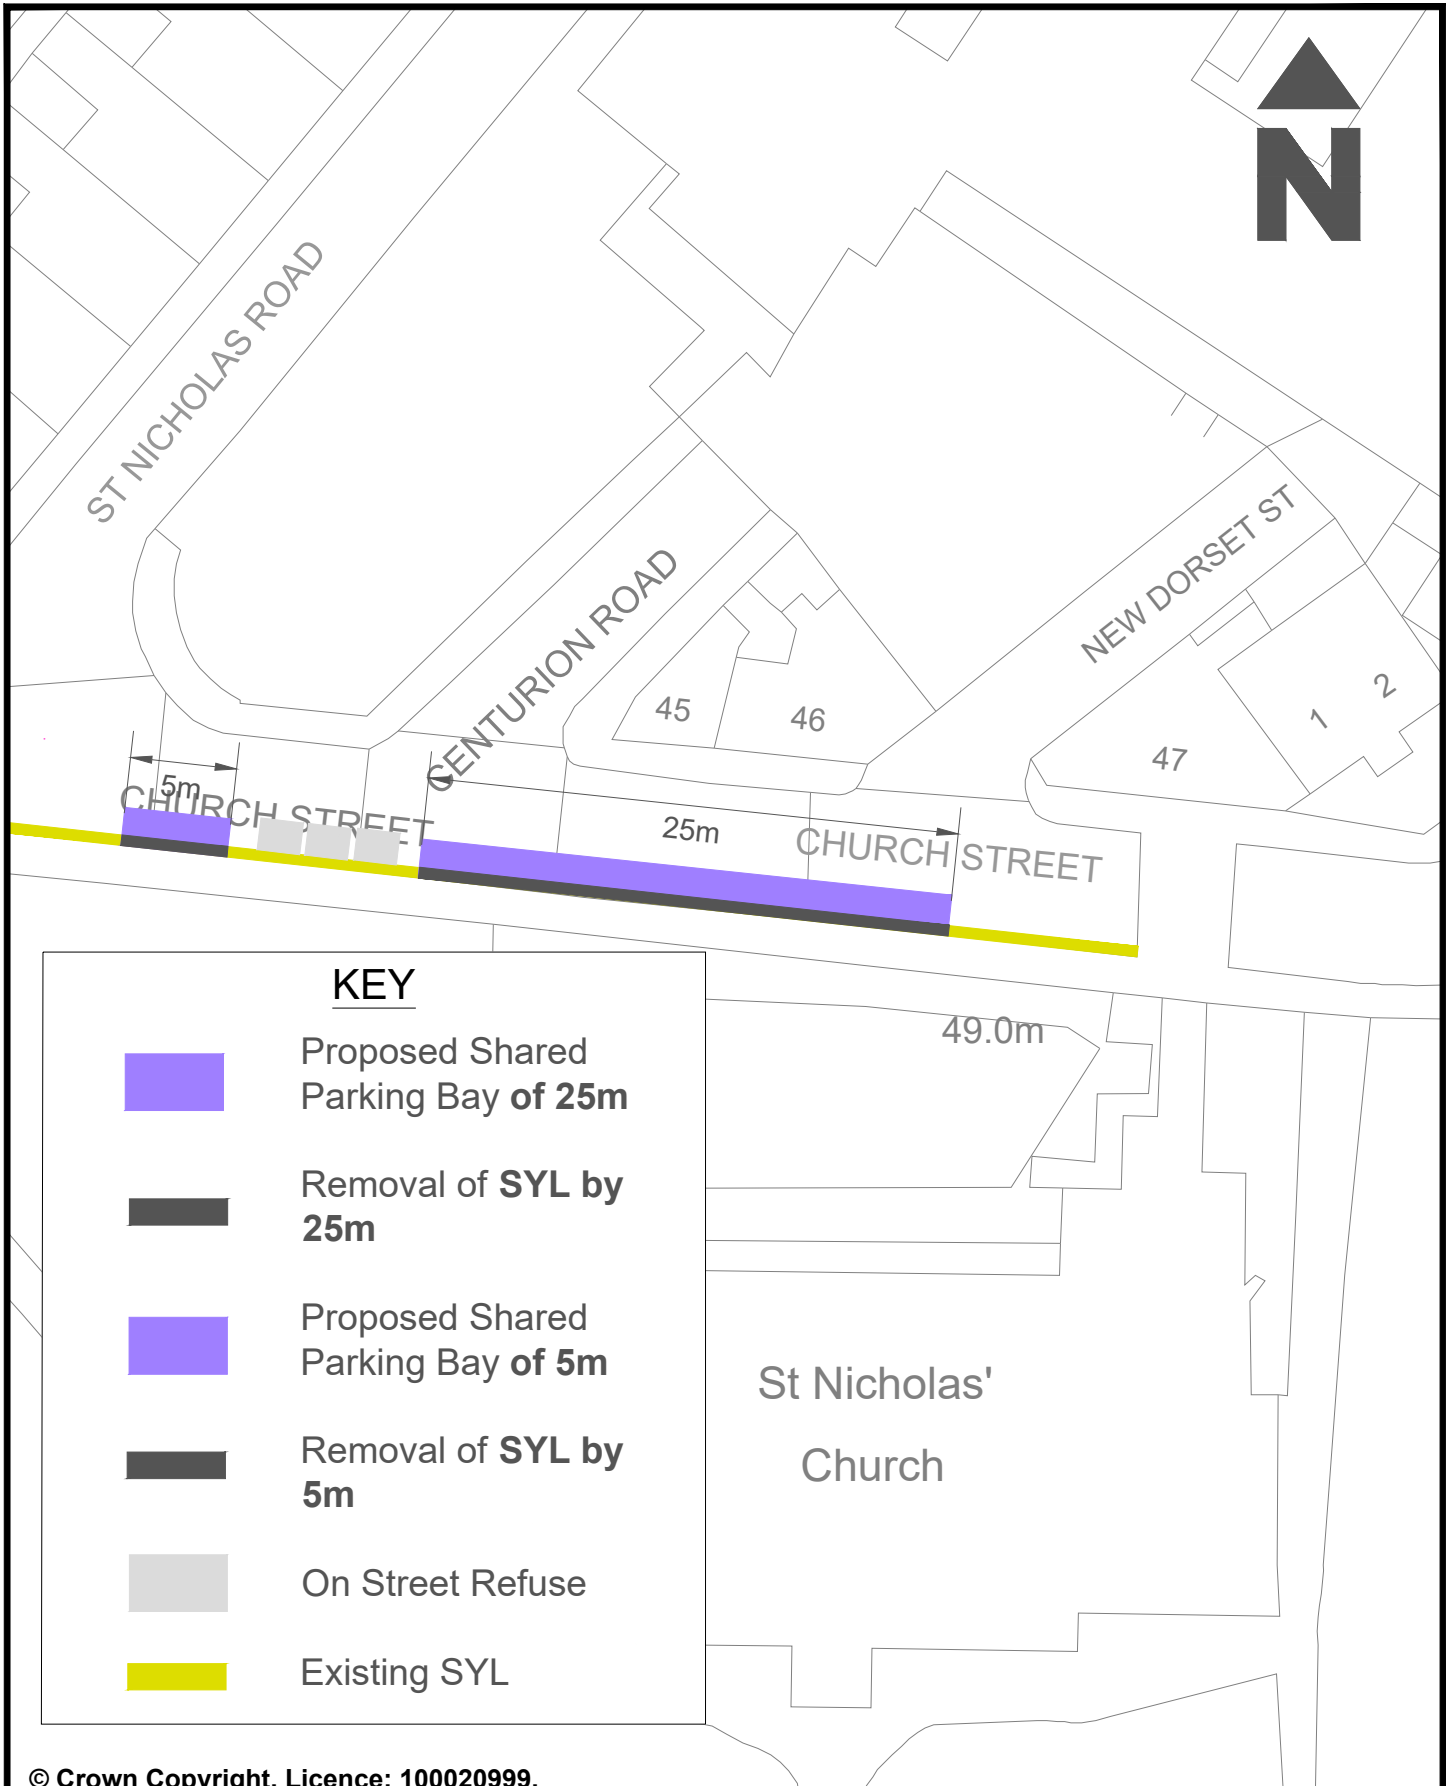 N
ST NICHOLAS ROAD
CENTURION ROAD
NEW DORSET ST
45
46
47
1
2
5m
CHURCH STREET
25m
CHURCH STREET
49.0m
KEY
Proposed Shared
Parking Bay of 25m
Removal of SYL by
25m
Proposed Shared
Parking Bay of 5m
Removal of SYL by
5m
On Street Refuse
Existing SYL
St Nicholas'
Church
© Crown Copyright. Licence: 100020999.